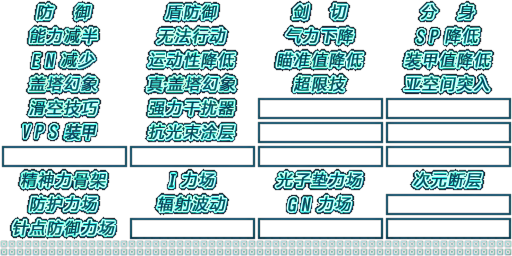 防 御 盾防御 剑 切 分 身
能力减半 无法行动 气力下降 SP降低
EN减少 运动性降低 瞄准值降低 装甲值降低
盖塔幻象 真盖塔幻象 超限技 亚空间突入
滑空技巧 强力干扰器
VPS装甲 抗光束涂层
精神力骨架 I力场 光子垫力场 次元断层
防护力场 辐射波动 GN力场
针点防御力场